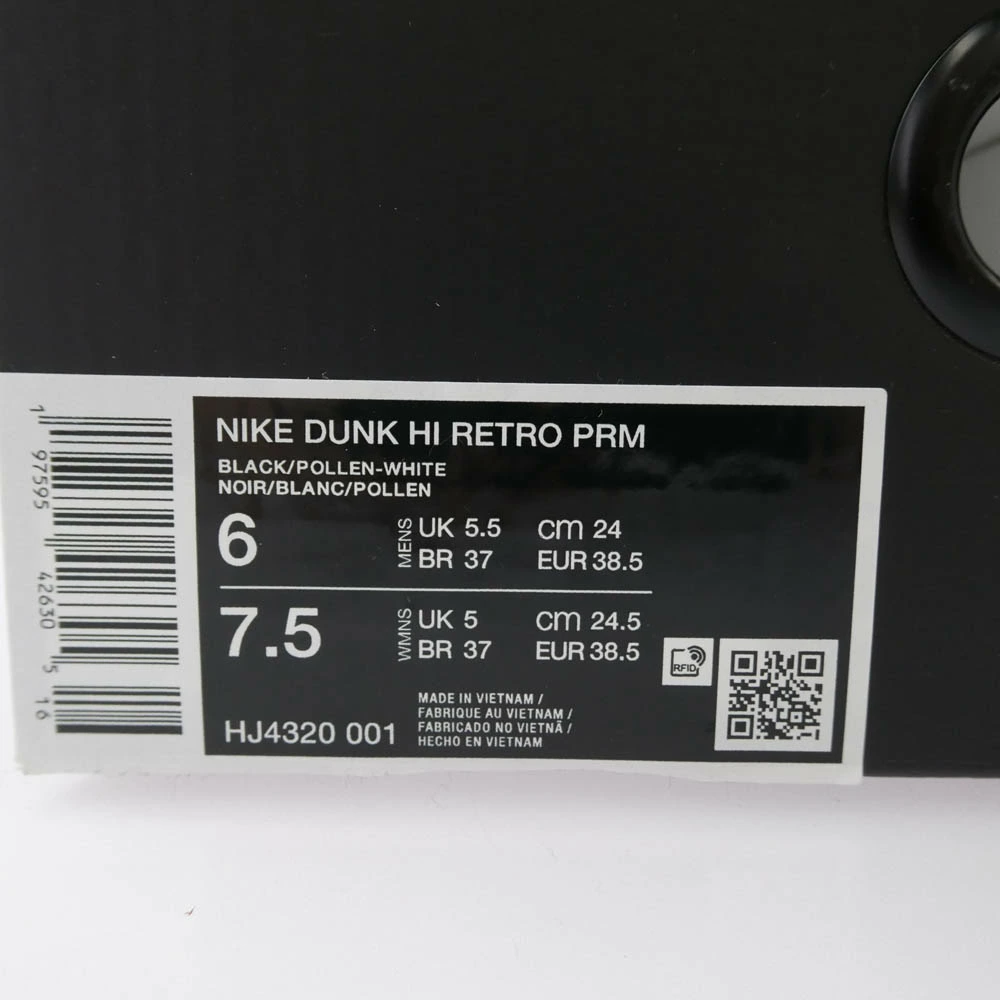 NIKE DUNK HI RETRO PRM
BLACK/POLLEN-WHITE
NOIR/BLANC/POLLEN
6
MENS
UK 5.5 cm 24
BR 37 EUR 38.5
7.5
WMNS
UK 5 cm 24.5
BR 37 EUR 38.5
RFID
HJ4320 001
MADE IN VIETNAM /
FABRIQUE AU VIETNAM /
FABRICADO NO VIETNÃ /
HECHO EN VIETNAM
1 97595 42630 5 16